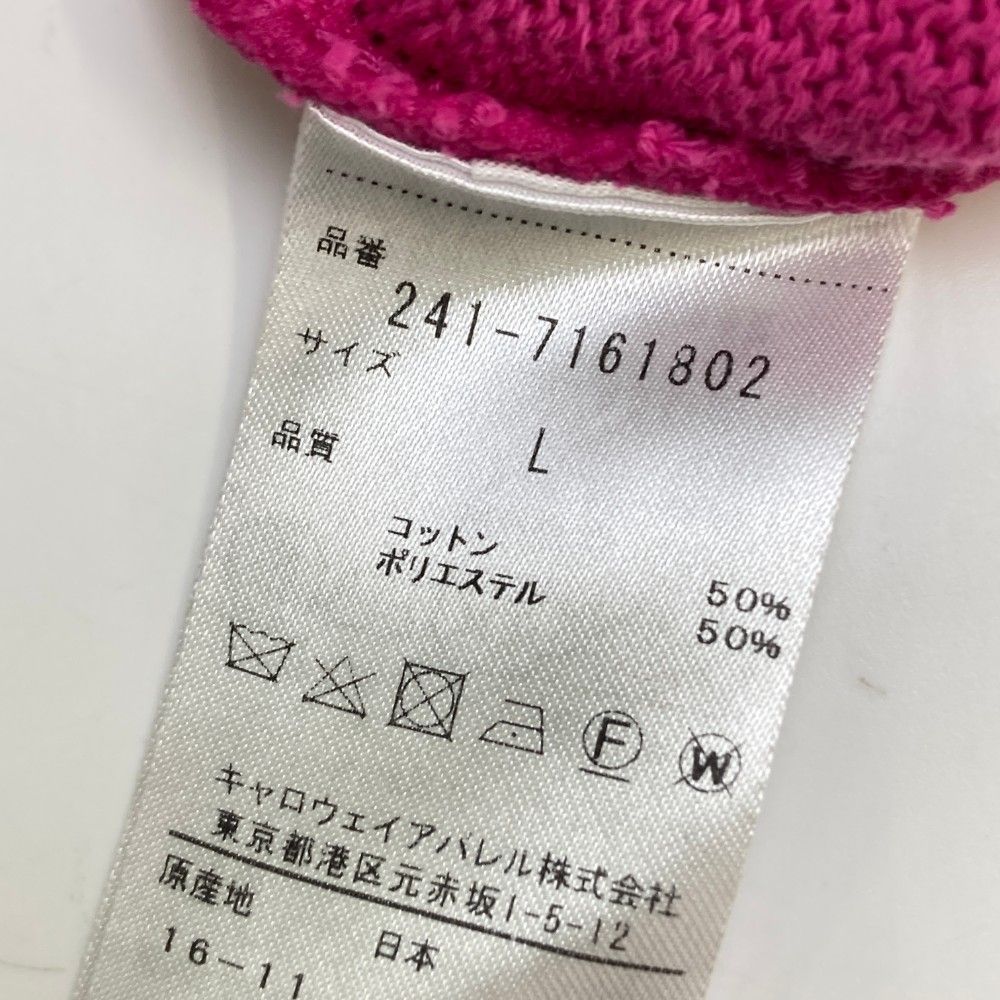 品番
241-7161802
サイズ
L
品質
コットン 50%
ポリエステル 50%
F W
キャロウェイアパレル株式会社
東京都港区元赤坂1-5-12
原産地 日本
16-11